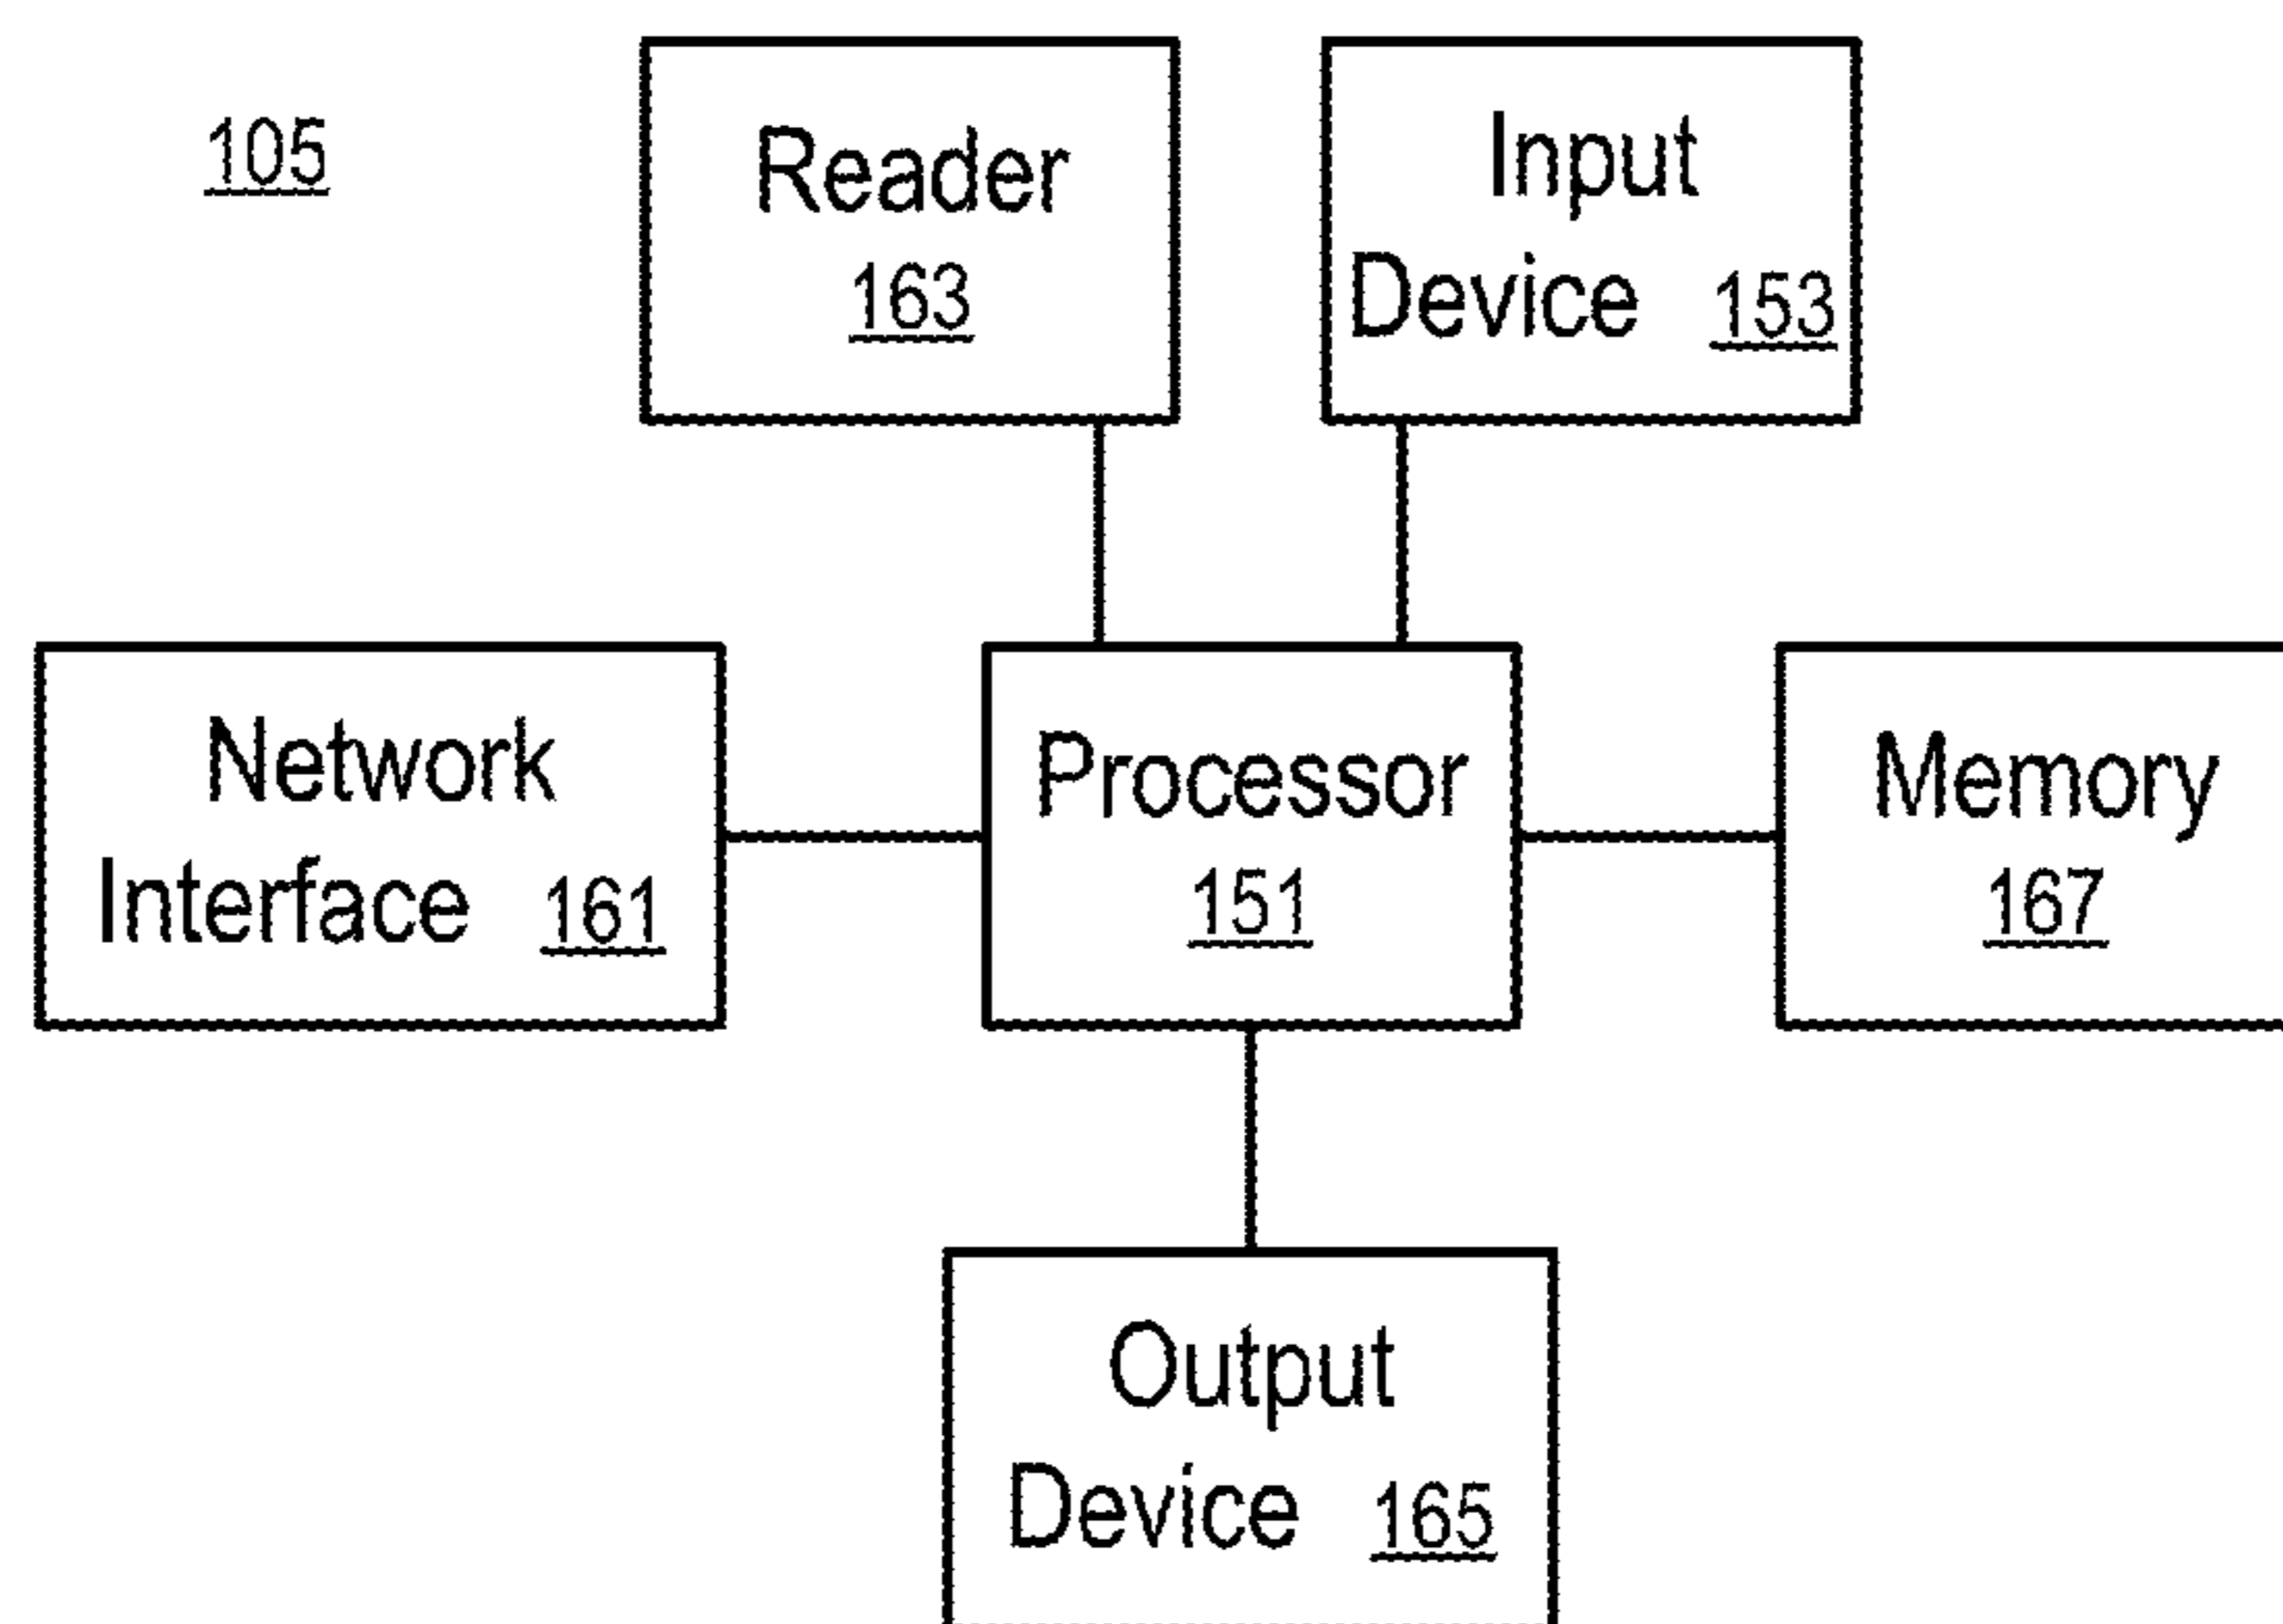 105
Reader
163
Input
Device 153
Network
Interface 161
Processor
151
Memory
167
Output
Device 165